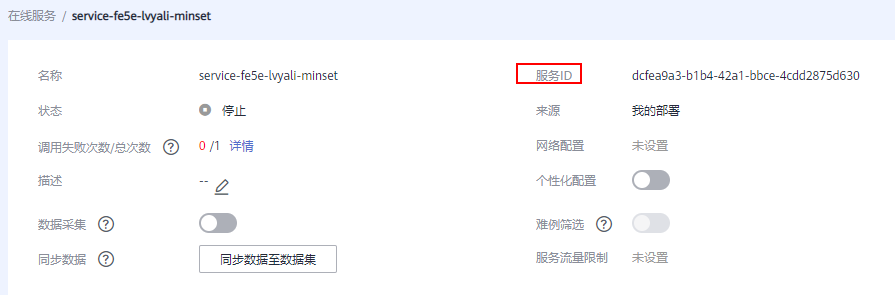 在线服务 / service-fe5e-lvyali-minset
名称 service-fe5e-lvyali-minset 服务ID dcfea9a3-b1b4-42a1-bbce-4cdd2875d630
状态 停止 来源 我的部署
调用失败次数/总次数 ? 0 /1 详情 网络配置 未设置
描述 -- 个性化配置
数据采集 ? 难例筛选 ?
同步数据 ? 同步数据至数据集 服务流量限制 未设置